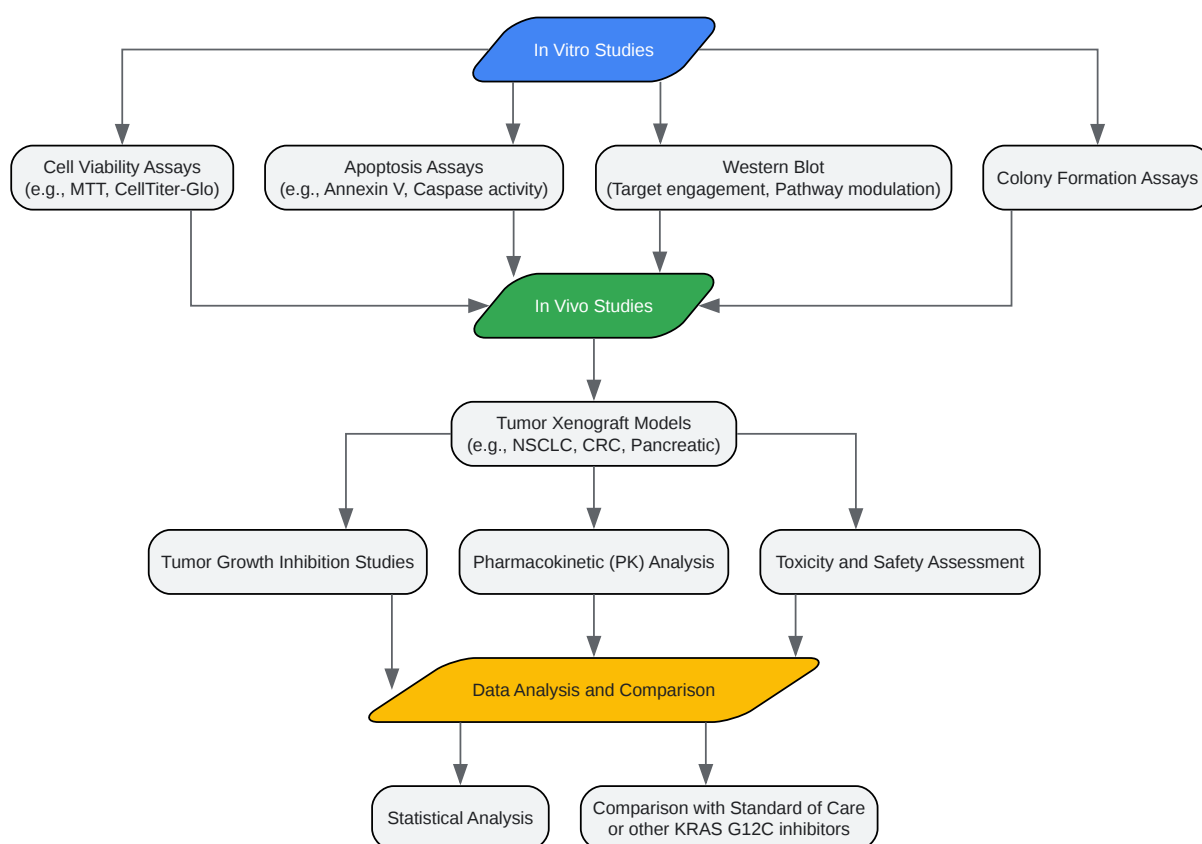 In Vitro Studies
Cell Viability Assays
(e.g., MTT, CellTiter-Glo)
Apoptosis Assays
(e.g., Annexin V, Caspase activity)
Western Blot
(Target engagement, Pathway modulation)
Colony Formation Assays
In Vivo Studies
Tumor Xenograft Models
(e.g., NSCLC, CRC, Pancreatic)
Tumor Growth Inhibition Studies
Pharmacokinetic (PK) Analysis
Toxicity and Safety Assessment
Data Analysis and Comparison
Statistical Analysis
Comparison with Standard of Care
or other KRAS G12C inhibitors